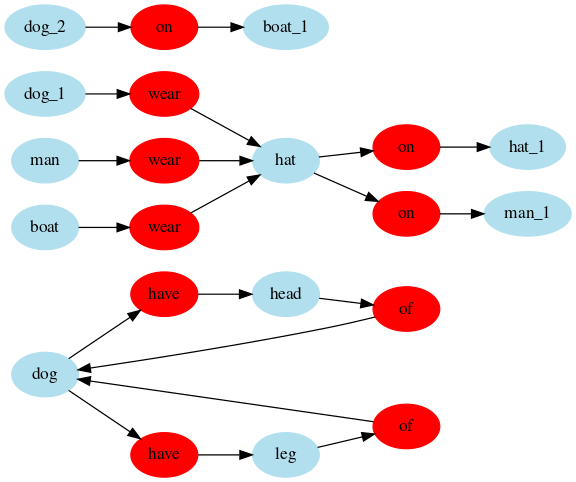 dog_2 on boat_1
dog_1 wear
man wear hat on hat_1
boat wear on man_1
have head of
dog
have leg of